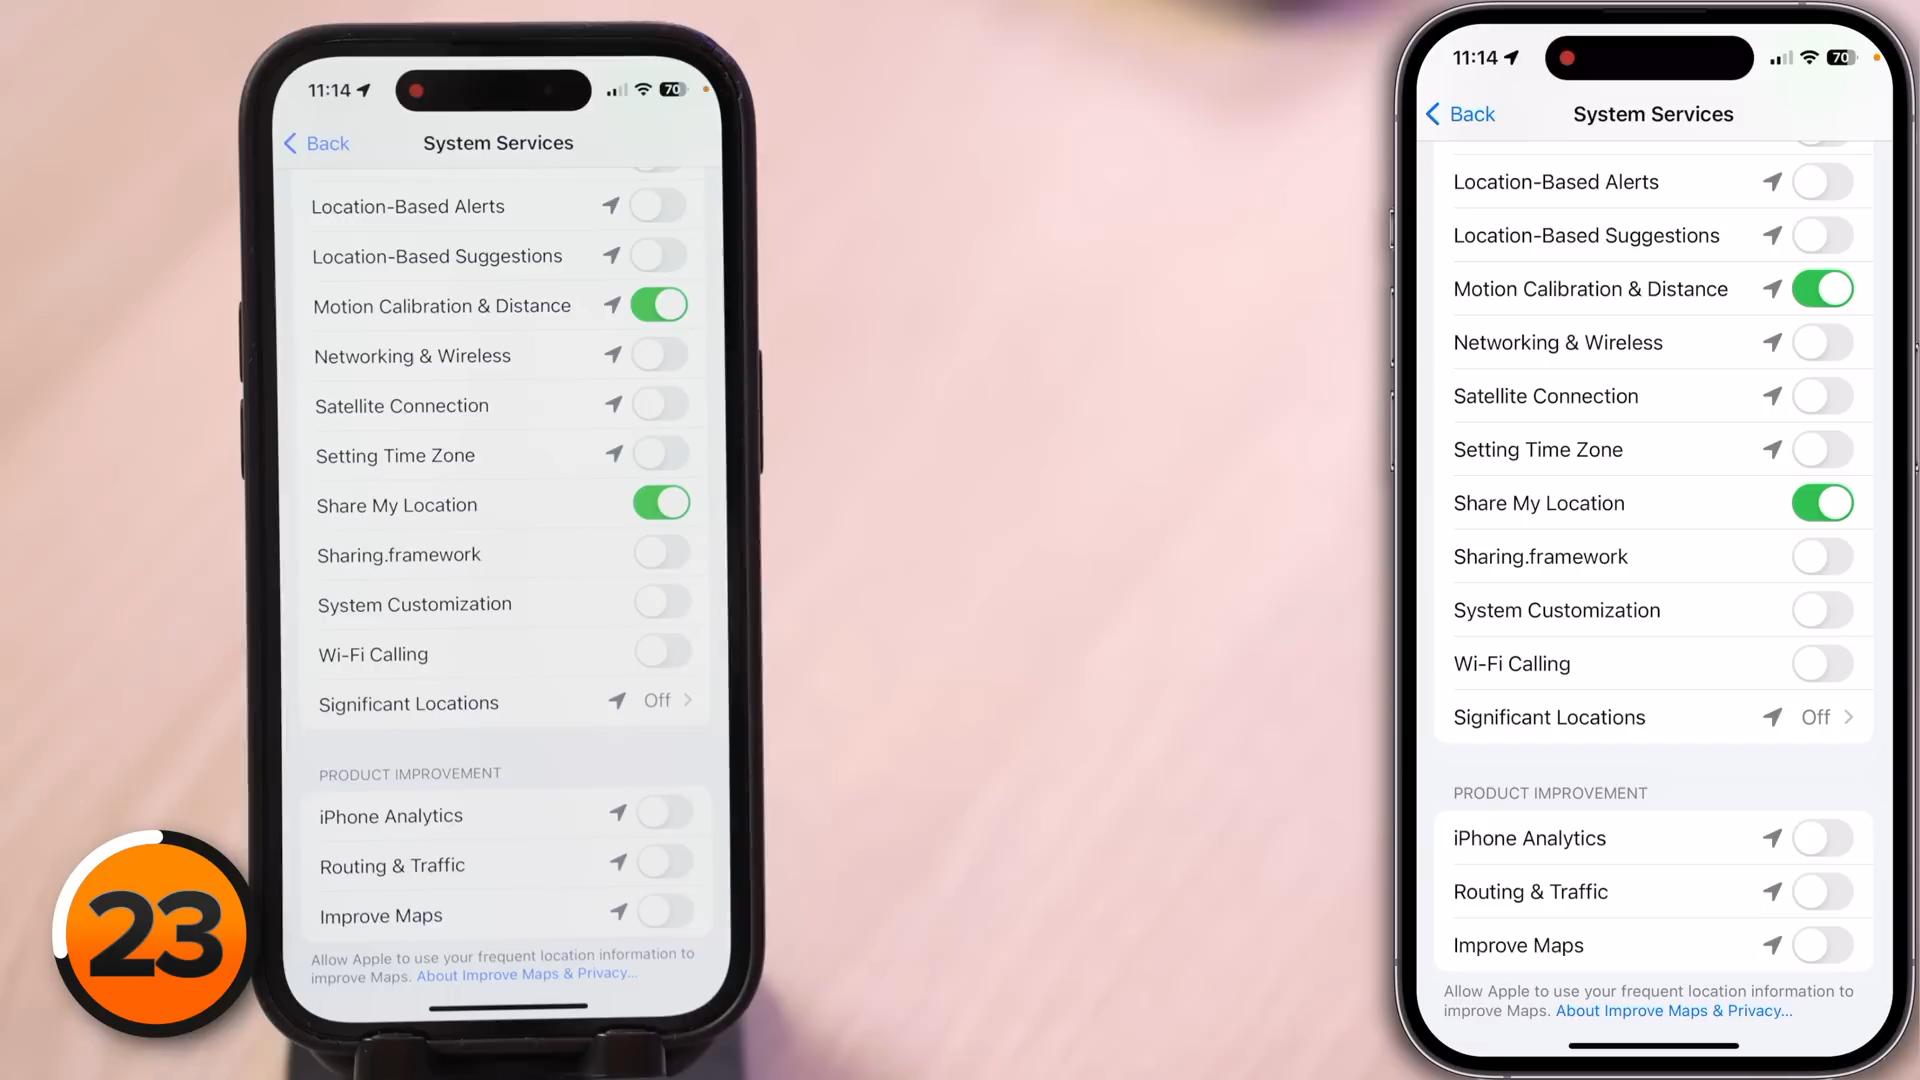 11:14
70
Back
System Services
Location-Based Alerts
Location-Based Suggestions
Motion Calibration & Distance
Networking & Wireless
Satellite Connection
Setting Time Zone
Share My Location
Sharing.framework
System Customization
Wi-Fi Calling
Significant Locations Off
PRODUCT IMPROVEMENT
iPhone Analytics
Routing & Traffic
Improve Maps
Allow Apple to use your frequent location information to
improve Maps. About Improve Maps & Privacy...
23
11:14
70
Back
System Services
Location-Based Alerts
Location-Based Suggestions
Motion Calibration & Distance
Networking & Wireless
Satellite Connection
Setting Time Zone
Share My Location
Sharing.framework
System Customization
Wi-Fi Calling
Significant Locations Off
PRODUCT IMPROVEMENT
iPhone Analytics
Routing & Traffic
Improve Maps
Allow Apple to use your frequent location information to
improve Maps. About Improve Maps & Privacy...